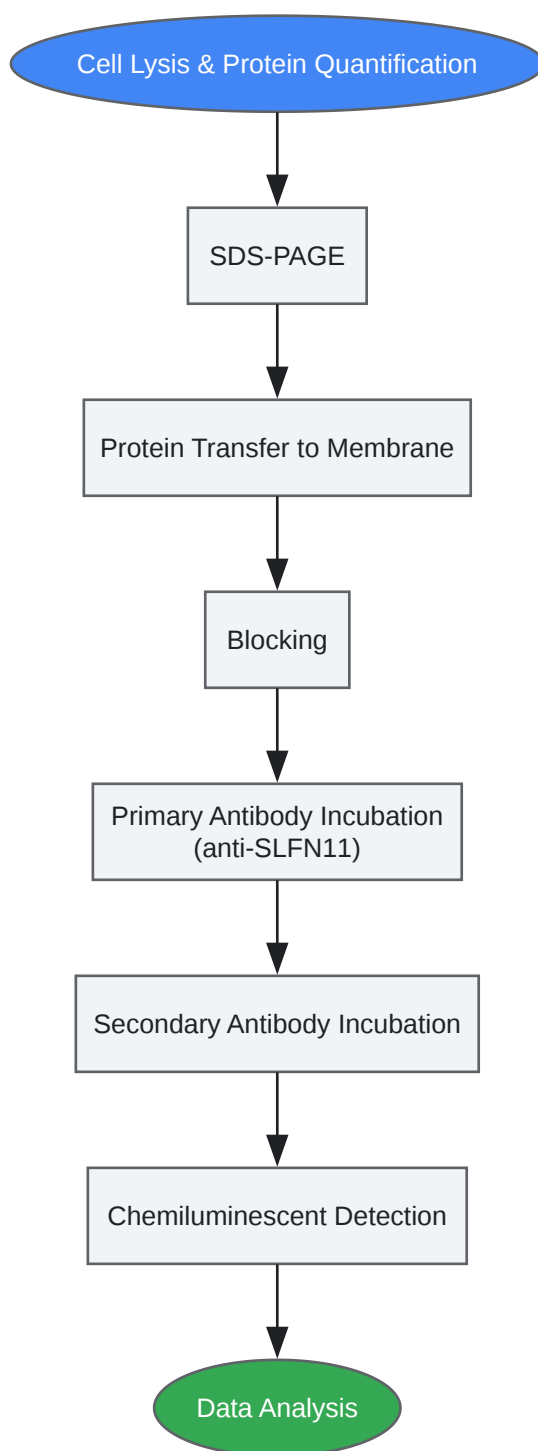 Cell Lysis & Protein Quantification
SDS-PAGE
Protein Transfer to Membrane
Blocking
Primary Antibody Incubation
(anti-SLFN11)
Secondary Antibody Incubation
Chemiluminescent Detection
Data Analysis